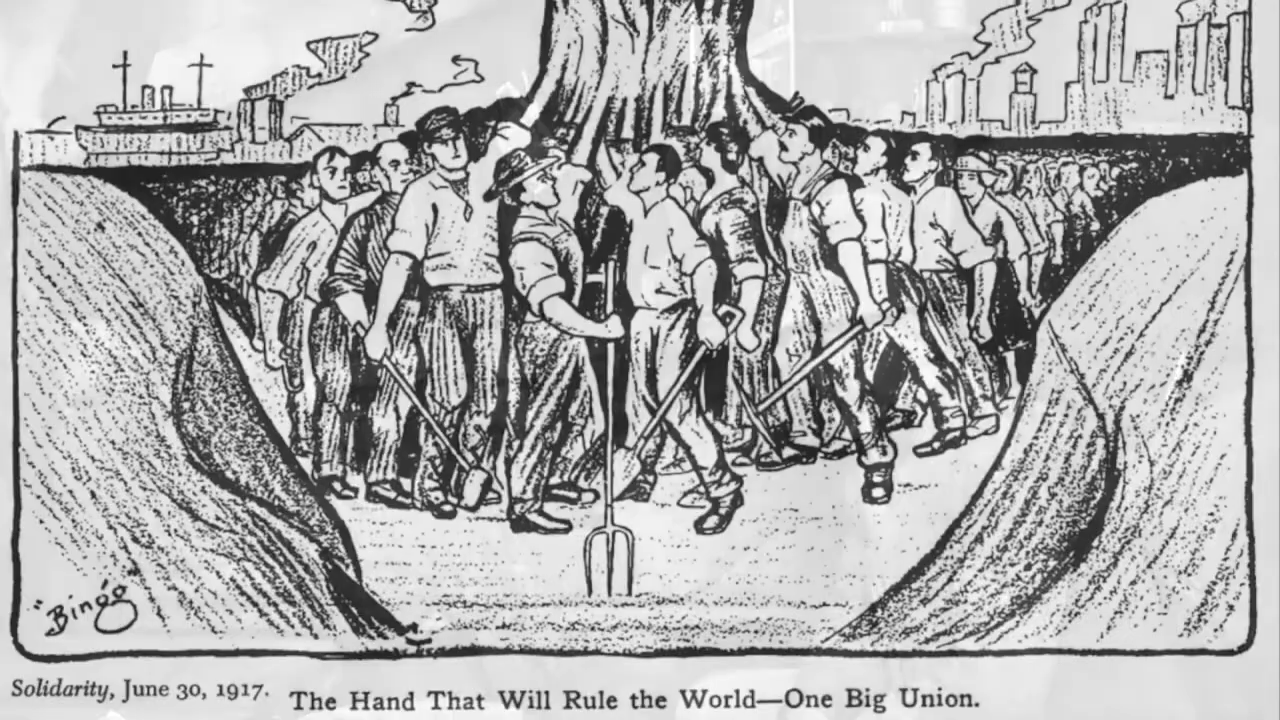 "Bingo"
Solidarity, June 30, 1917. The Hand That Will Rule the World—One Big Union.